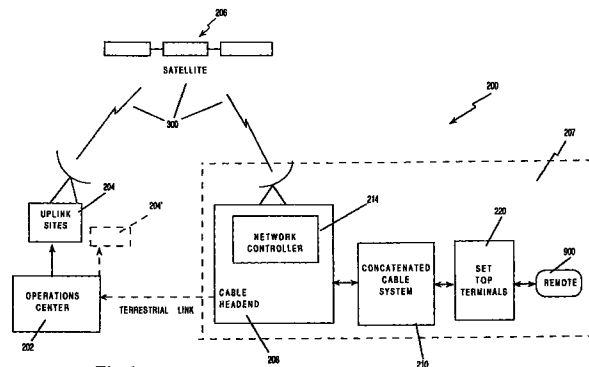 206
SATELLITE
200
300
207
204
214
220
UPLINK
SITES
204'
NETWORK
CONTROLLER
900
OPERATIONS
CENTER
CABLE
HEADEND
CONCATENATED
CABLE
SYSTEM
SET
TOP
TERMINALS
REMOTE
TERRESTRIAL LINK
202
208
210